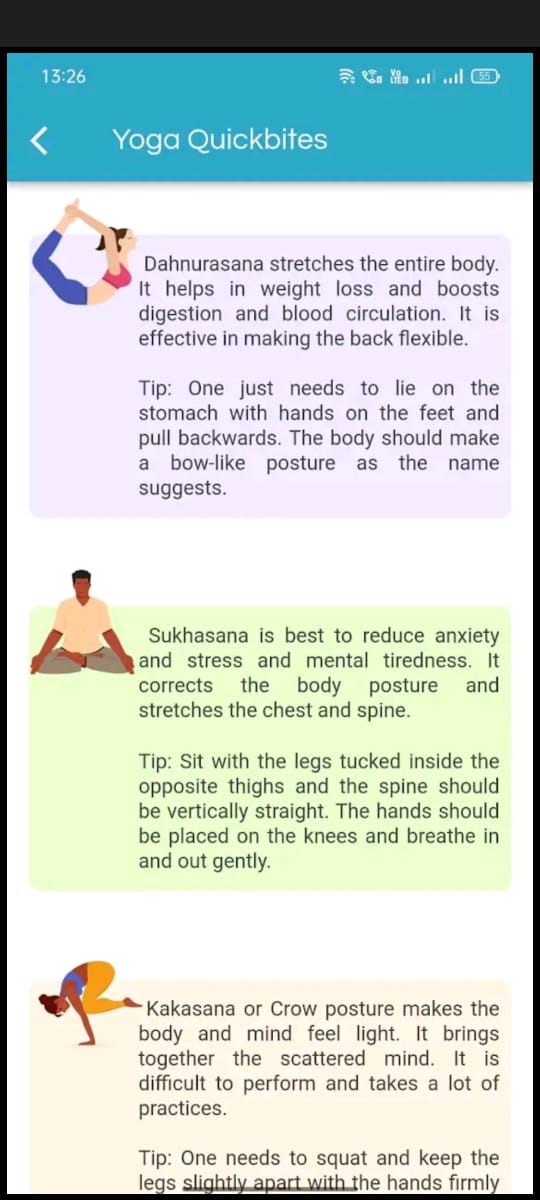 13:26
55
Yoga Quickbites
Dahnurasana stretches the entire body.
It helps in weight loss and boosts
digestion and blood circulation. It is
effective in making the back flexible.
Tip: One just needs to lie on the
stomach with hands on the feet and
pull backwards. The body should make
a bow-like posture as the name
suggests.
Sukhasana is best to reduce anxiety
and stress and mental tiredness. It
corrects the body posture and
stretches the chest and spine.
Tip: Sit with the legs tucked inside the
opposite thighs and the spine should
be vertically straight. The hands should
be placed on the knees and breathe in
and out gently.
Kakasana or Crow posture makes the
body and mind feel light. It brings
together the scattered mind. It is
difficult to perform and takes a lot of
practices.
Tip: One needs to squat and keep the
legs slightly apart with the hands firmly